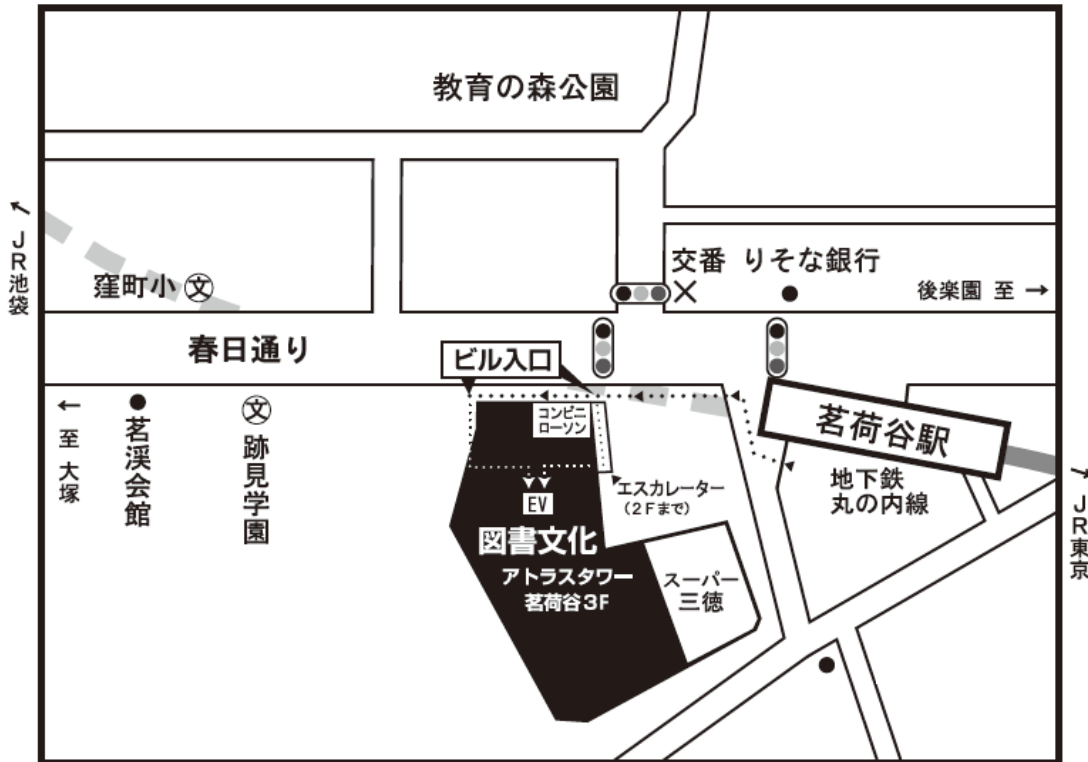 教育の森公園
↑
JR池袋
窪町小 文
交番 りそな銀行
後楽園 至 →
春日通り
ビル入口
← 至 大塚
茗渓会館
文 跡見学園
コンビニ
ローソン
茗荷谷駅
地下鉄
丸の内線
エスカレーター
(2Fまで)
EV
図書文化
アトラスタワー
茗荷谷3F
スーパー
三徳
→
JR東京